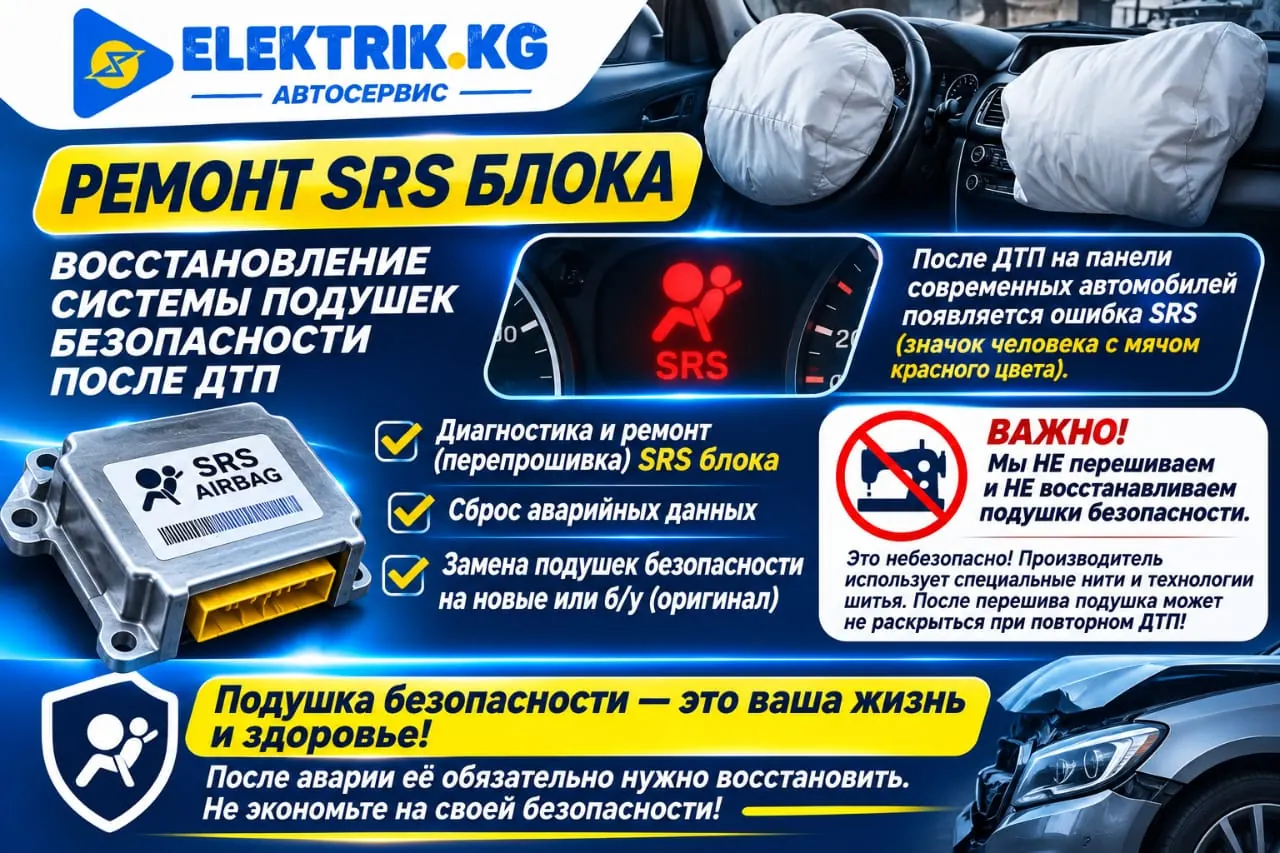 ELEKTRIK.KG
АВТОСЕРВИС
РЕМОНТ SRS БЛОКА
ВОССТАНОВЛЕНИЕ
СИСТЕМЫ ПОДУШЕК
БЕЗОПАСНОСТИ
ПОСЛЕ ДТП
SRS
После ДТП на панели
современных автомобилей
появляется ошибка SRS
(значок человека с мячом
красного цвета).
SRS
AIRBAG
Диагностика и ремонт
(перепрошивка) SRS блока
Сброс аварийных данных
Замена подушек безопасности
на новые или б/у (оригинал)
ВАЖНО!
Мы НЕ перешиваем
и НЕ восстанавливаем
подушки безопасности.
Это небезопасно! Производитель
использует специальные нити и технологии
шитья. После перешива подушка может
не раскрыться при повторном ДТП!
Подушка безопасности — это ваша жизнь
и здоровье!
После аварии её обязательно нужно восстановить.
Не экономьте на своей безопасности!